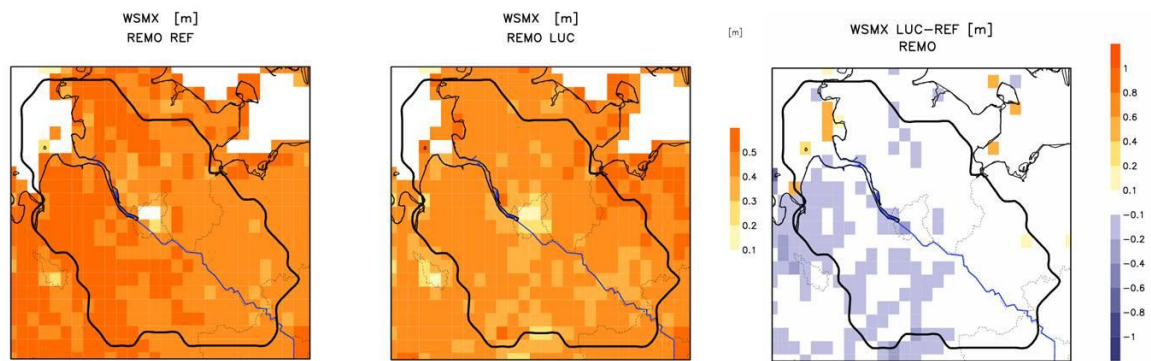 WSMX [m]
REMO REF
WSMX [m]
REMO LUC
[m]
0.5
0.4
0.3
0.2
0.1
WSMX LUC-REF [m]
REMO
1
0.8
0.6
0.4
0.2
0.1
-0.1
-0.2
-0.4
-0.6
-0.8
-1